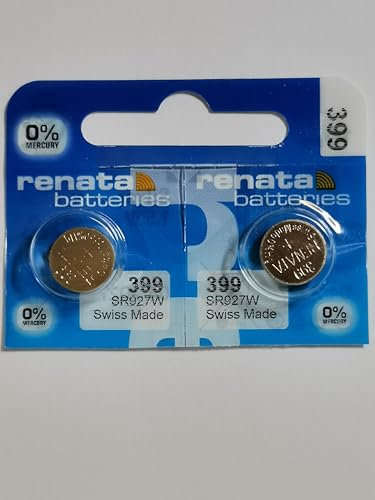 0%
MERCURY
399
renata
batteries
renata
batteries
399
SR927W
Swiss Made
399
SR927W
Swiss Made
RENATA
0%
MERCURY
0%
MERCURY